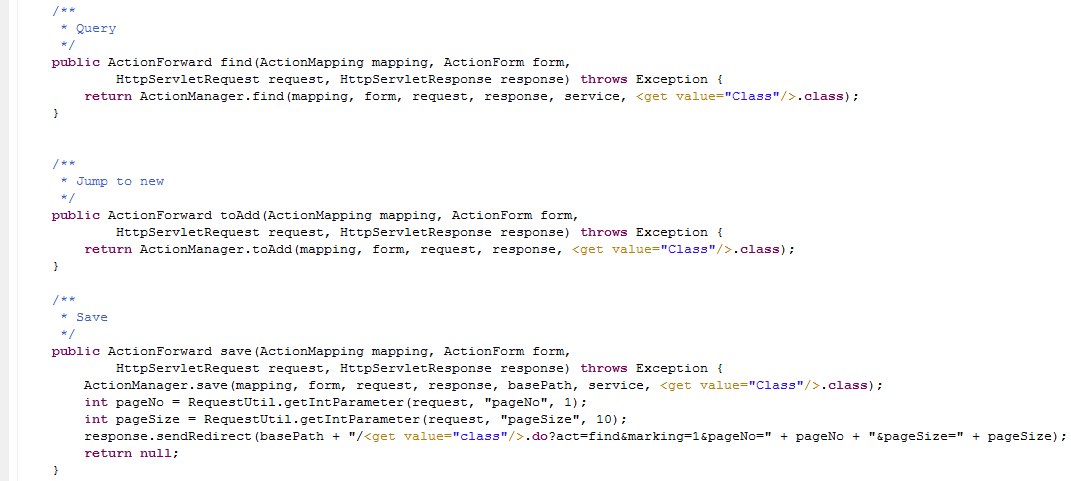 /**
 * Query
 */
public ActionForward find(ActionMapping mapping, ActionForm form,
        HttpServletRequest request, HttpServletResponse response) throws Exception {
    return ActionManager.find(mapping, form, request, response, service, <get value="Class"/>.class);
}
/**
 * Jump to new
 */
public ActionForward toAdd(ActionMapping mapping, ActionForm form,
        HttpServletRequest request, HttpServletResponse response) throws Exception {
    return ActionManager.toAdd(mapping, form, request, response, <get value="Class"/>.class);
}
/**
 * Save
 */
public ActionForward save(ActionMapping mapping, ActionForm form,
        HttpServletRequest request, HttpServletResponse response) throws Exception {
    ActionManager.save(mapping, form, request, response, basePath, service, <get value="Class"/>.class);
    int pageNo = RequestUtil.getIntParameter(request, "pageNo", 1);
    int pageSize = RequestUtil.getIntParameter(request, "pageSize", 10);
    response.sendRedirect(basePath + "/<get value="class"/>.do?act=find&marking=1&pageNo=" + pageNo + "&pageSize=" + pageSize);
    return null;
}